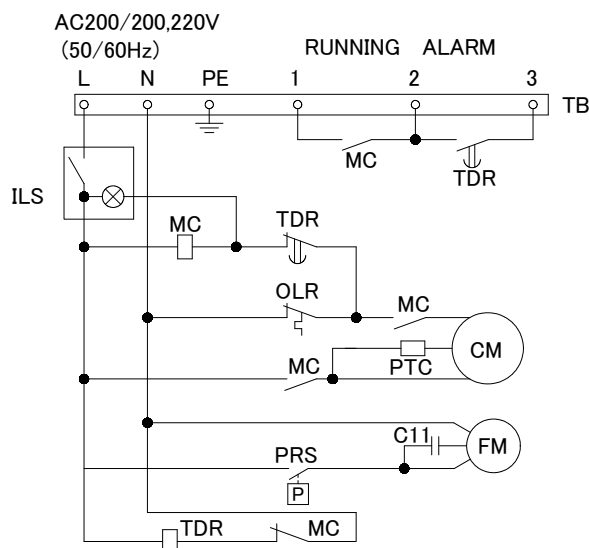 AC200/200,220V
(50/60Hz)
RUNNING ALARM
L N PE 1 2 3
TB
MC
TDR
ILS
MC
TDR
OLR
MC
CM
MC
PTC
C11
FM
PRS
P
TDR
MC